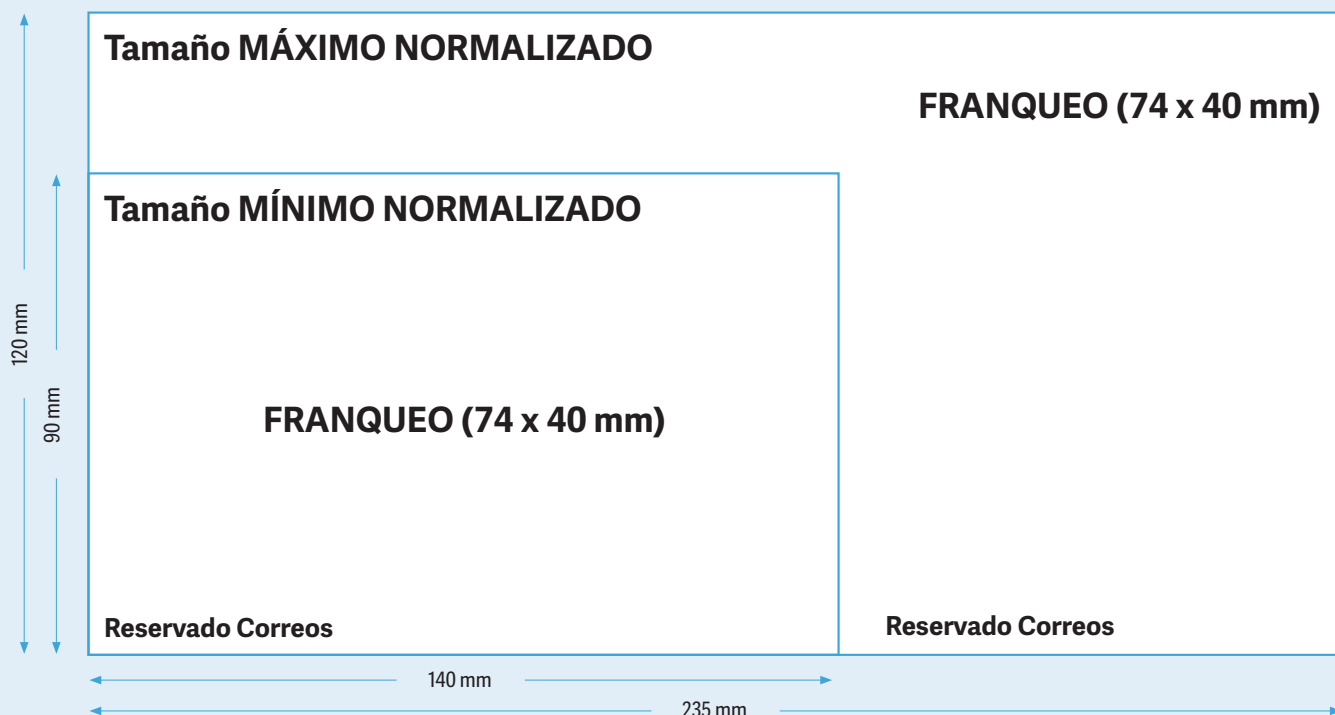 Tamaño MÁXIMO NORMALIZADO
FRANQUEO (74 x 40 mm)
Tamaño MÍNIMO NORMALIZADO
120 mm
90 mm
FRANQUEO (74 x 40 mm)
Reservado Correos
Reservado Correos
140 mm
235 mm